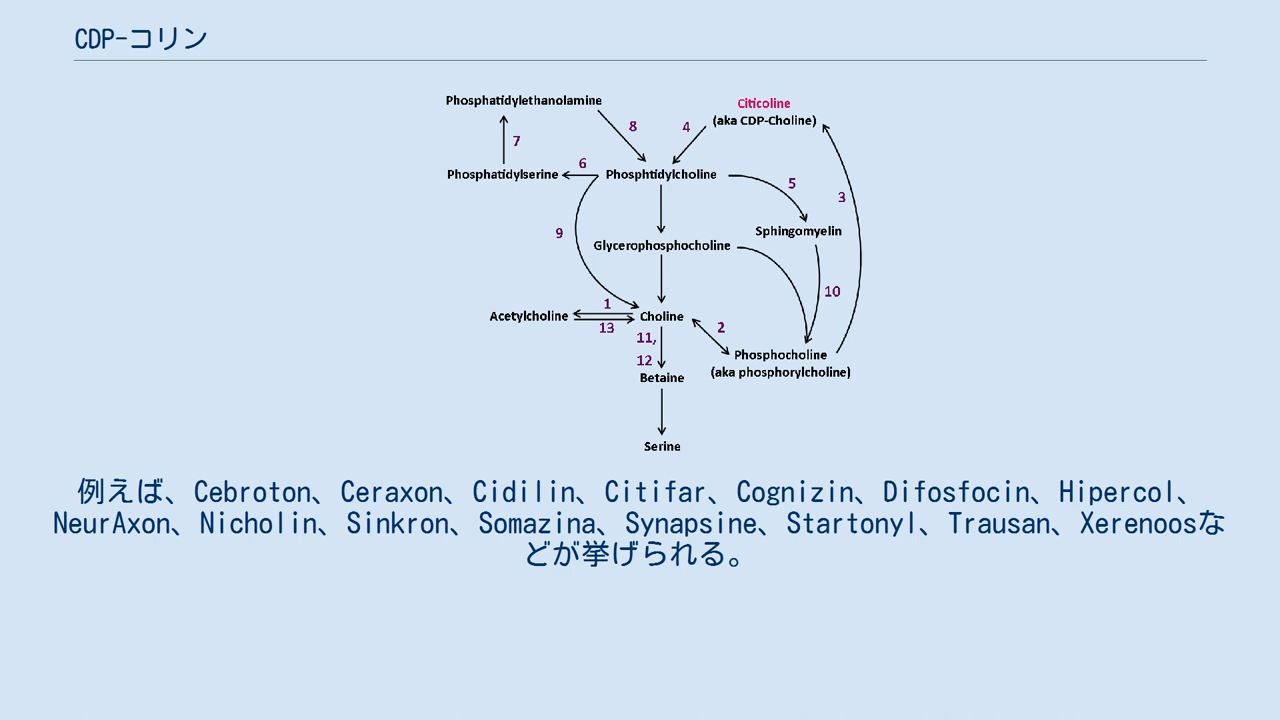 CDP-コリン
Phosphatidylethanolamine
Citicoline
(aka CDP-Choline)
8
4
7
6
Phosphatidylserine
Phosphtidylcholine
5
3
9
Sphingomyelin
Glycerophosphocholine
10
1
Acetylcholine
Choline
13
2
11,
12
Phosphocholine
(aka phosphorylcholine)
Betaine
Serine
例えば、Cebroton、Ceraxon、Cidilin、Citifar、Cognizin、Difosfocin、Hipercol、
NeurAxon、Nicholin、Sinkron、Somazina、Synapsine、Startonyl、Trausan、Xerenoosな
どが挙げられる。